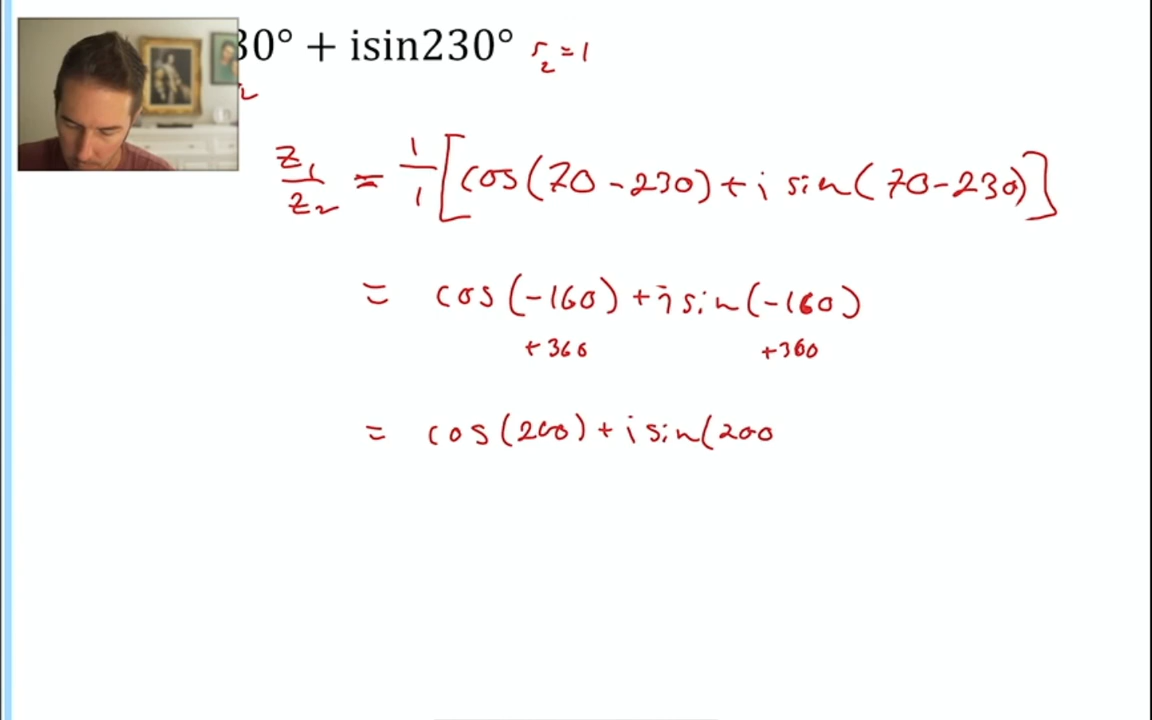 30° + isin230° r₂ = 1
2
z₁/z₂ = 1/1 [cos(70 - 230) + i sin(70 - 230)]
= cos(-160) + i sin(-160)
+360 +360
= cos(200) + i sin(200